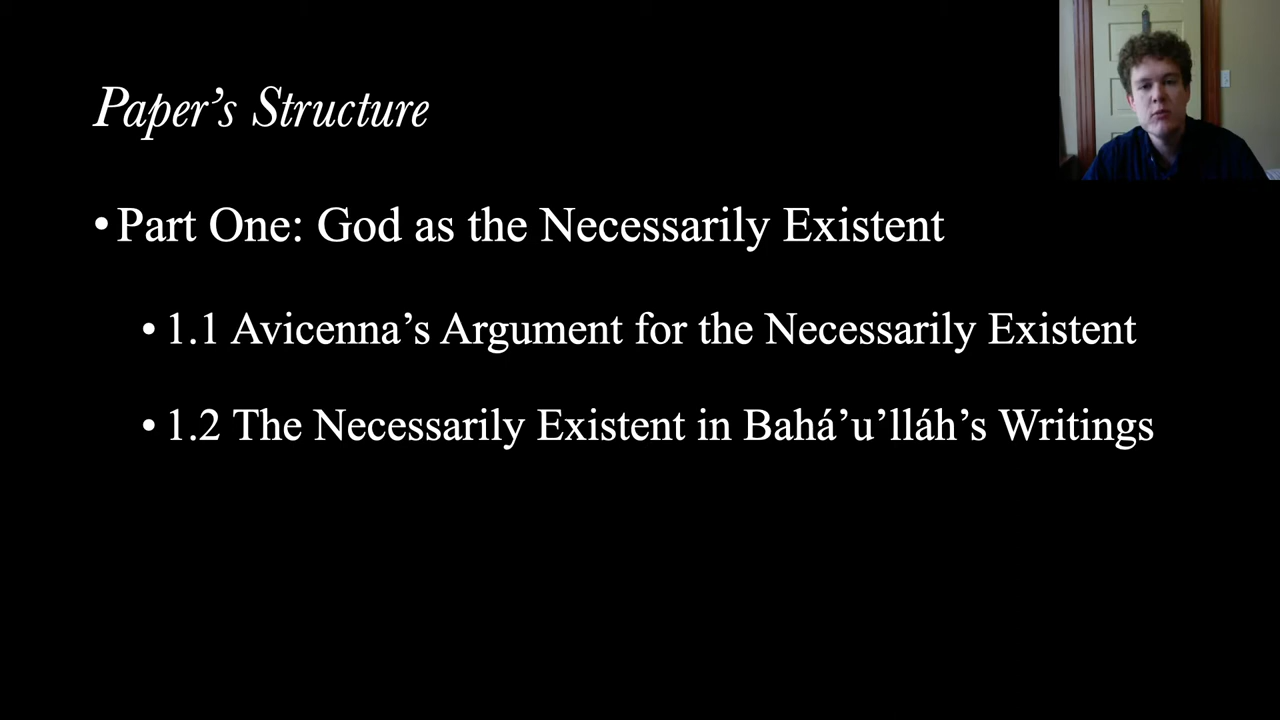 Paper’s Structure
• Part One: God as the Necessarily Existent
• 1.1 Avicenna’s Argument for the Necessarily Existent
• 1.2 The Necessarily Existent in Bahá’u’lláh’s Writings